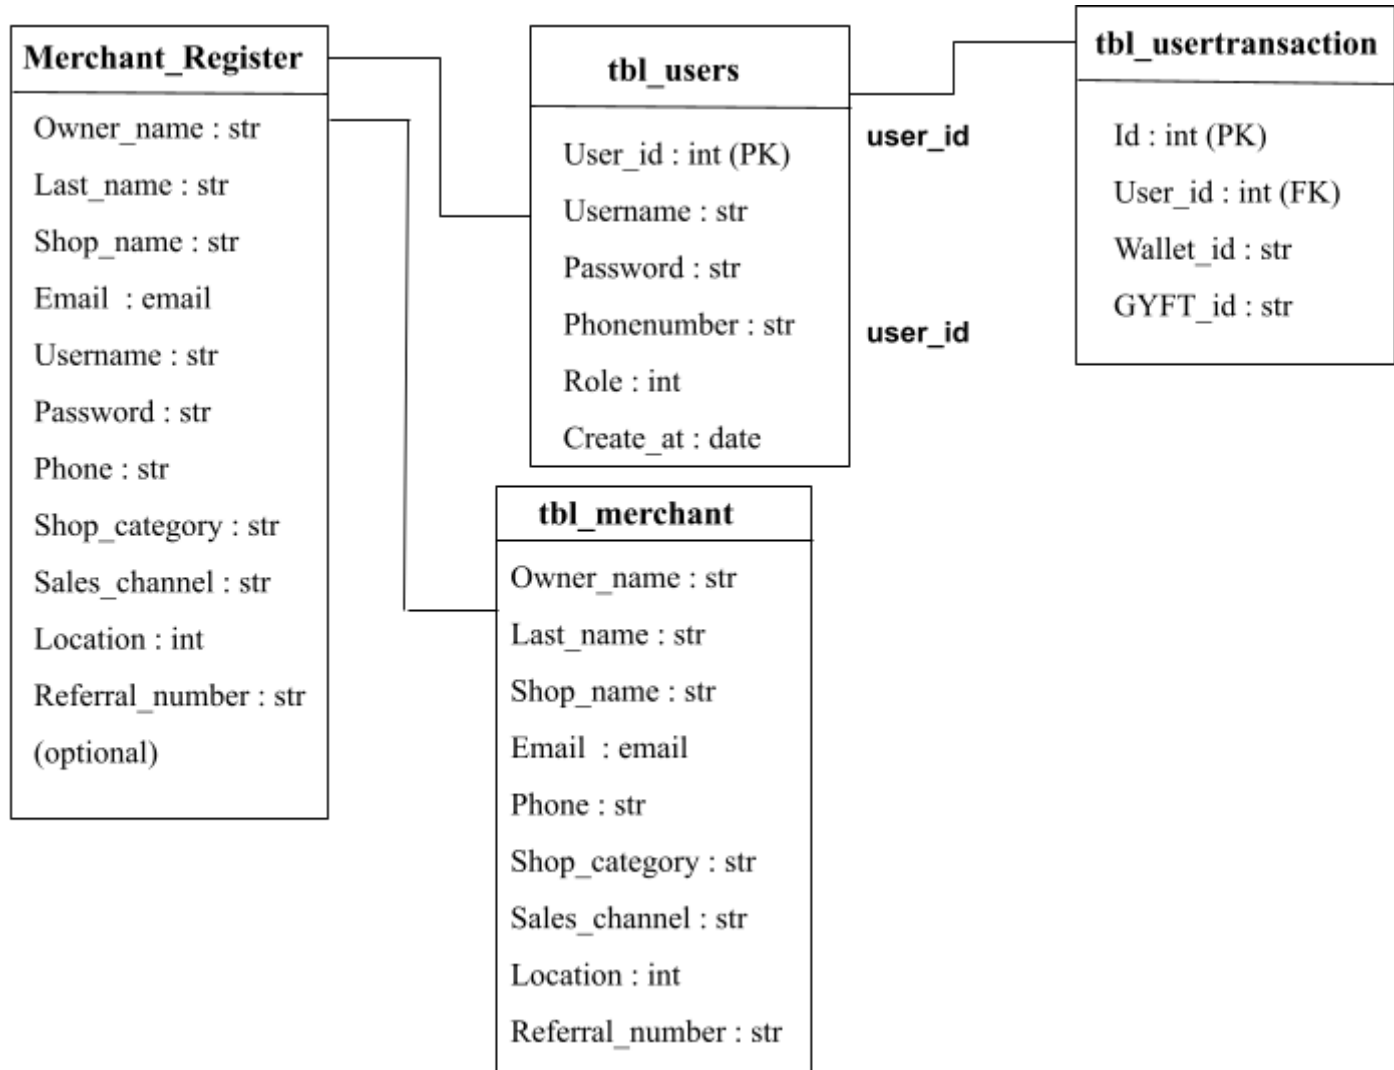 Merchant_Register
Owner_name : str
Last_name : str
Shop_name : str
Email : email
Username : str
Password : str
Phone : str
Shop_category : str
Sales_channel : str
Location : int
Referral_number : str
(optional)
tbl_users
User_id : int (PK)
Username : str
Password : str
Phonenumber : str
Role : int
Create_at : date
user_id
user_id
tbl_usertransaction
Id : int (PK)
User_id : int (FK)
Wallet_id : str
GYFT_id : str
tbl_merchant
Owner_name : str
Last_name : str
Shop_name : str
Email : email
Phone : str
Shop_category : str
Sales_channel : str
Location : int
Referral_number : str